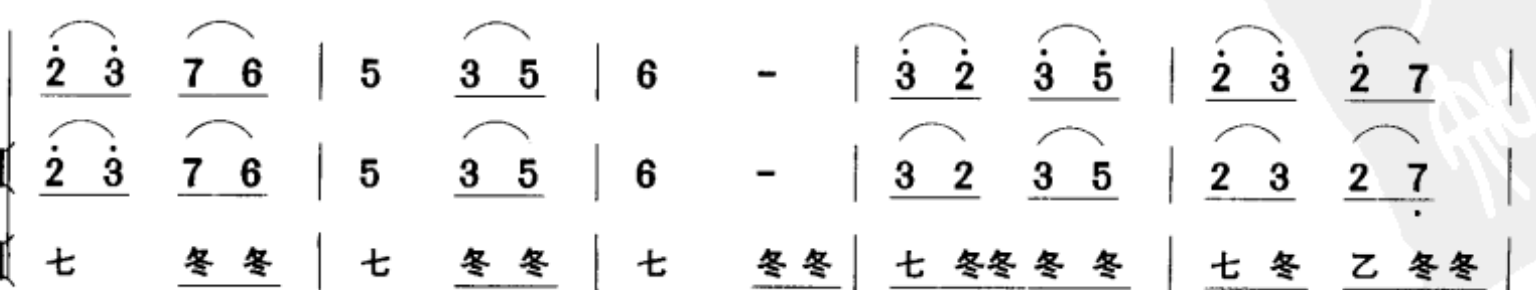 2̇ 3̇ 7 6 | 5 3 5 | 6 - | 3̇ 2̇ 3̇ 5̇ | 2̇ 3̇ 2̇ 7 |
2̇ 3̇ 7 6 | 5 3 5 | 6 - | 3 2 3 5 | 2 3 2 7̣ |
七 冬 冬 | 七 冬 冬 | 七 冬 冬 | 七 冬冬 冬 冬 | 七 冬 乙 冬冬 |